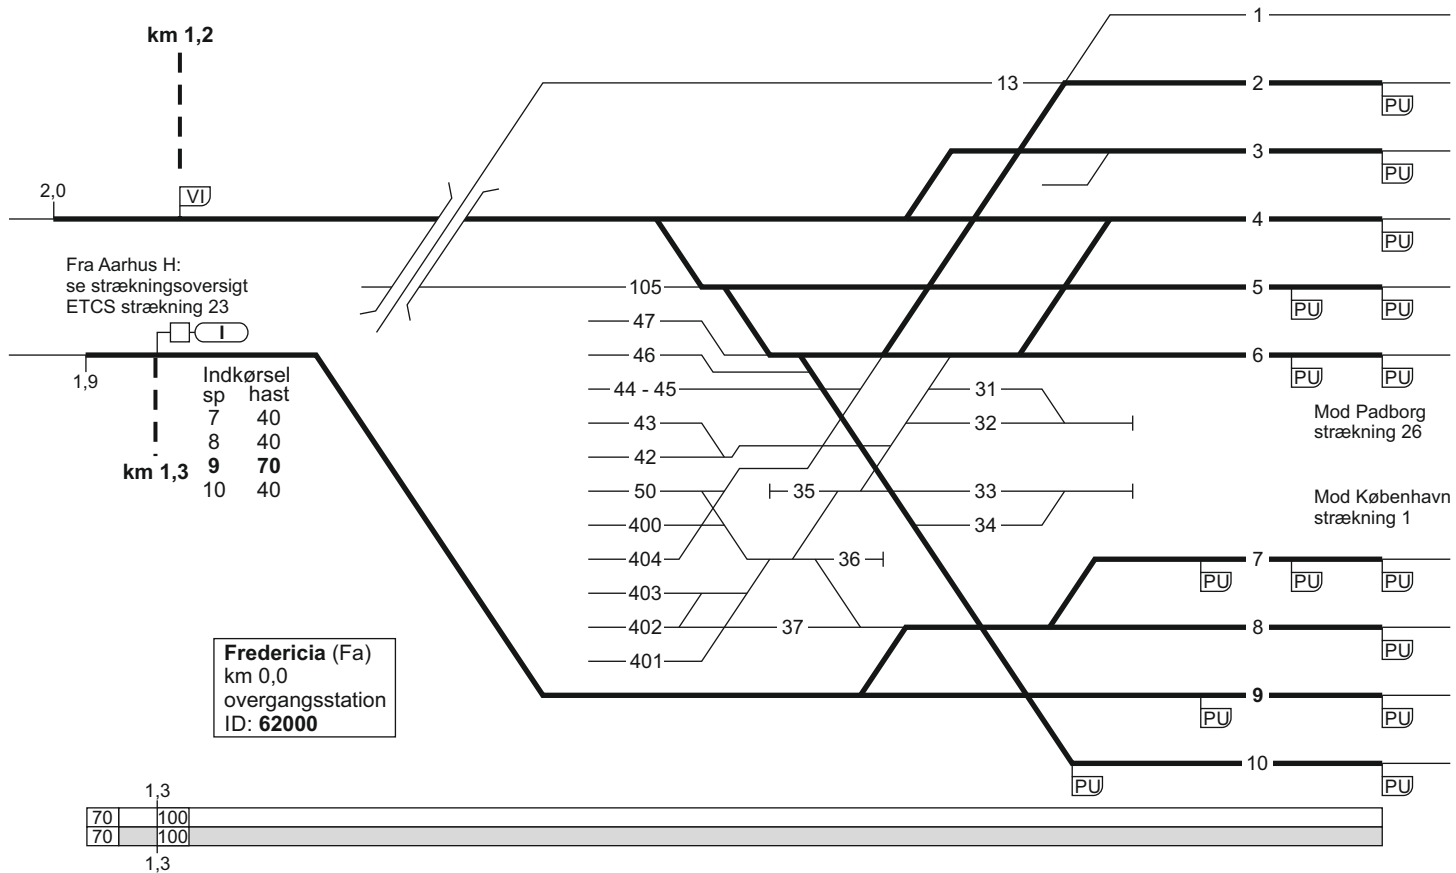 1
km 1,2
13
2
PU
3
PU
2,0
VI
4
PU
Fra Aarhus H:
se strækningsoversigt
ETCS strækning 23
105
5
PU
PU
47
I
46
6
PU
PU
1,9
Indkørsel
sp hast
7 40
8 40
9 70
10 40
km 1,3
44 - 45
31
43
32
Mod Padborg
strækning 26
42
50
35
33
Mod København
strækning 1
400
34
404
36
7
PU
PU
PU
403
402
37
8
PU
401
Fredericia (Fa)
km 0,0
overgangsstation
ID: 62000
9
PU
PU
10
PU
PU
1,3
70 100
70 100
1,3